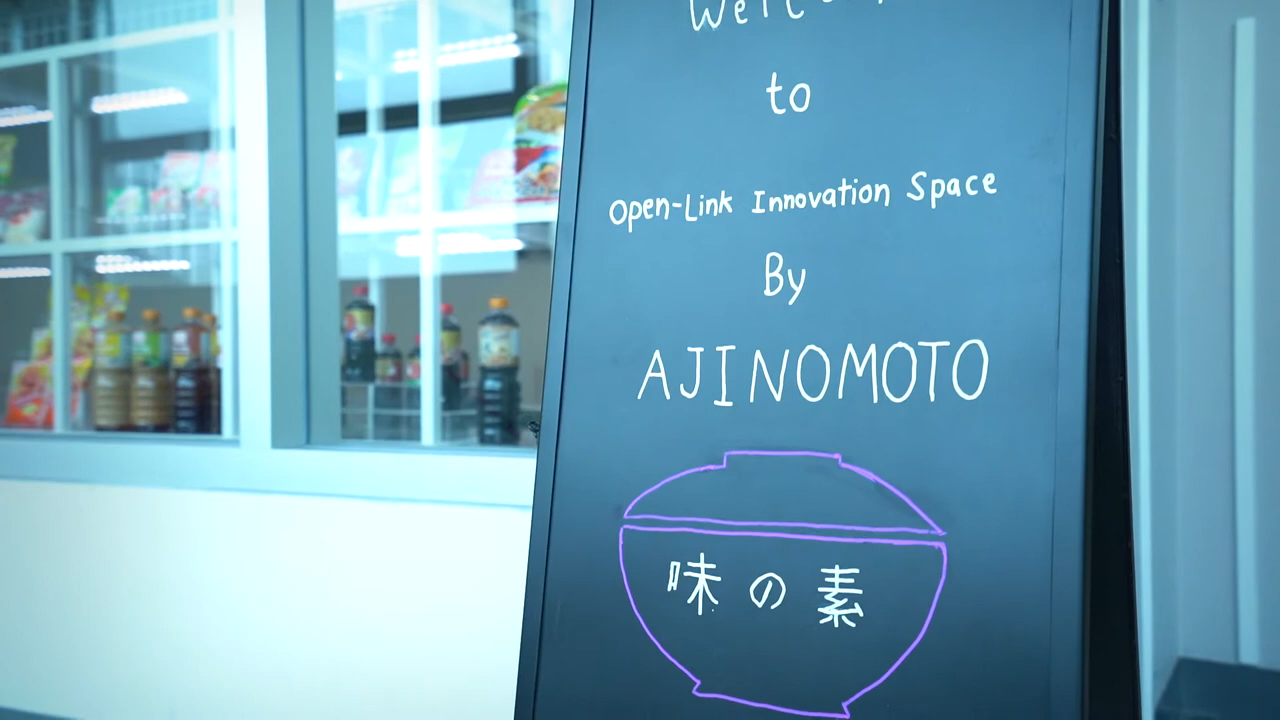 to
Open-Link Innovation Space
By
AJINOMOTO
味の素